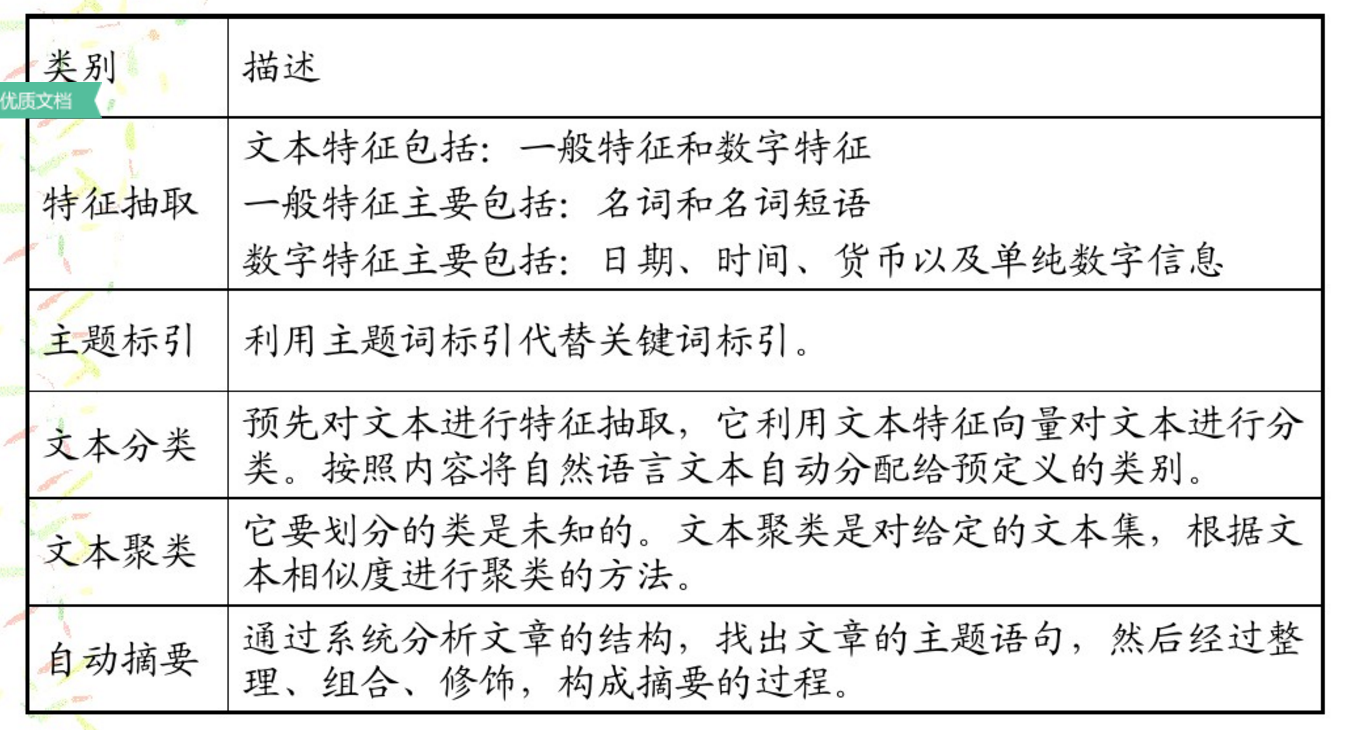 类别 描述
优质文档
文本特征包括：一般特征和数字特征
特征抽取 一般特征主要包括：名词和名词短语
数字特征主要包括：日期、时间、货币以及单纯数字信息
主题标引 利用主题词标引代替关键词标引。
文本分类 预先对文本进行特征抽取，它利用文本特征向量对文本进行分
类。按照内容将自然语言文本自动分配给预定义的类别。
文本聚类 它要划分的类是未知的。文本聚类是对给定的文本集，根据文
本相似度进行聚类的方法。
自动摘要 通过系统分析文章的结构，找出文章的主题语句，然后经过整
理、组合、修饰，构成摘要的过程。